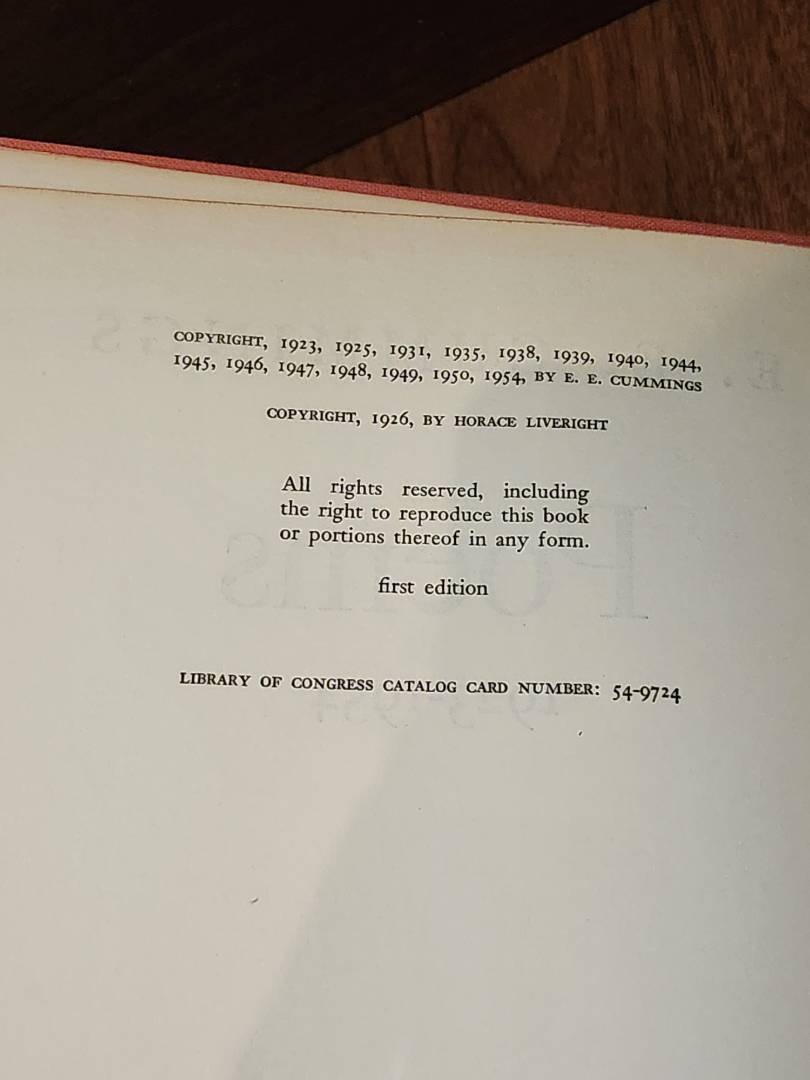 COPYRIGHT, 1923, 1925, 1931, 1935, 1938, 1939, 1940, 1944,
1945, 1946, 1947, 1948, 1949, 1950, 1954, BY E. E. CUMMINGS
COPYRIGHT, 1926, BY HORACE LIVERIGHT
All rights reserved, including
the right to reproduce this book
or portions thereof in any form.
first edition
LIBRARY OF CONGRESS CATALOG CARD NUMBER: 54-9724